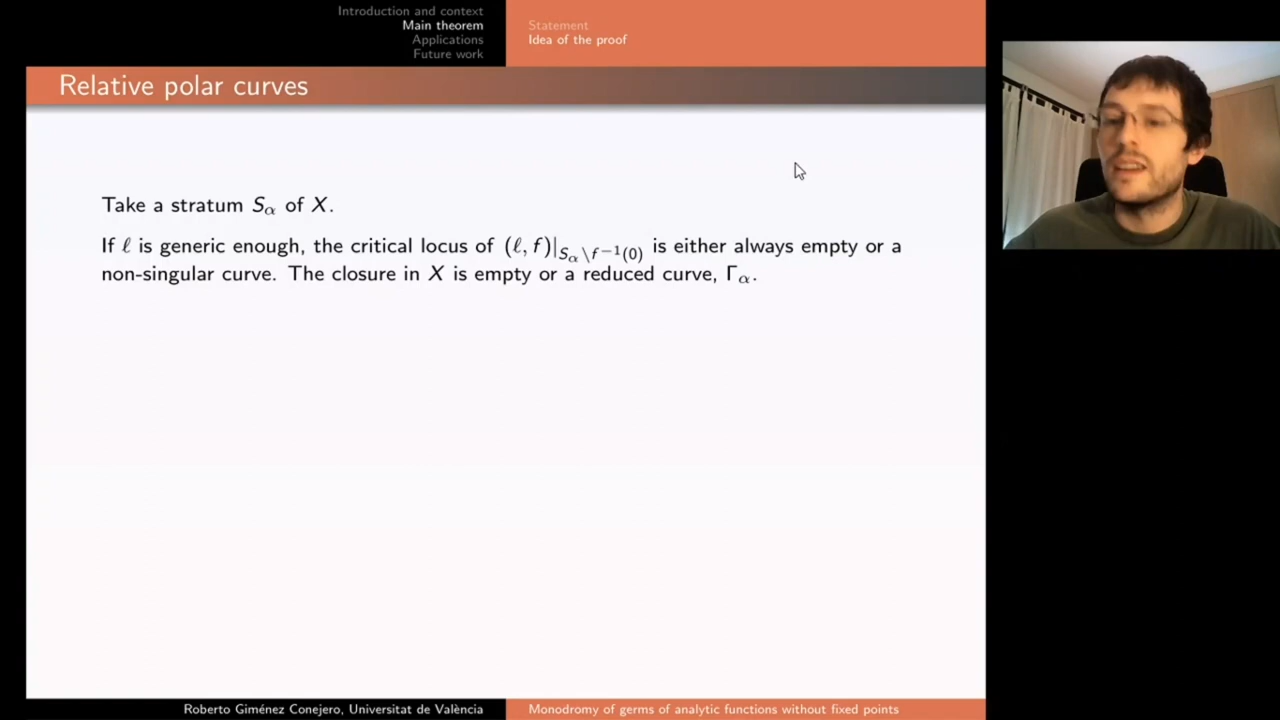 Introduction and context
Main theorem
Applications
Future work
Statement
Idea of the proof
Relative polar curves
Take a stratum S_α of X.
If ℓ is generic enough, the critical locus of (ℓ, f)|_{S_α\f^{-1}(0)} is either always empty or a
non-singular curve. The closure in X is empty or a reduced curve, Γ_α.
Roberto Giménez Conejero, Universitat de València
Monodromy of germs of analytic functions without fixed points